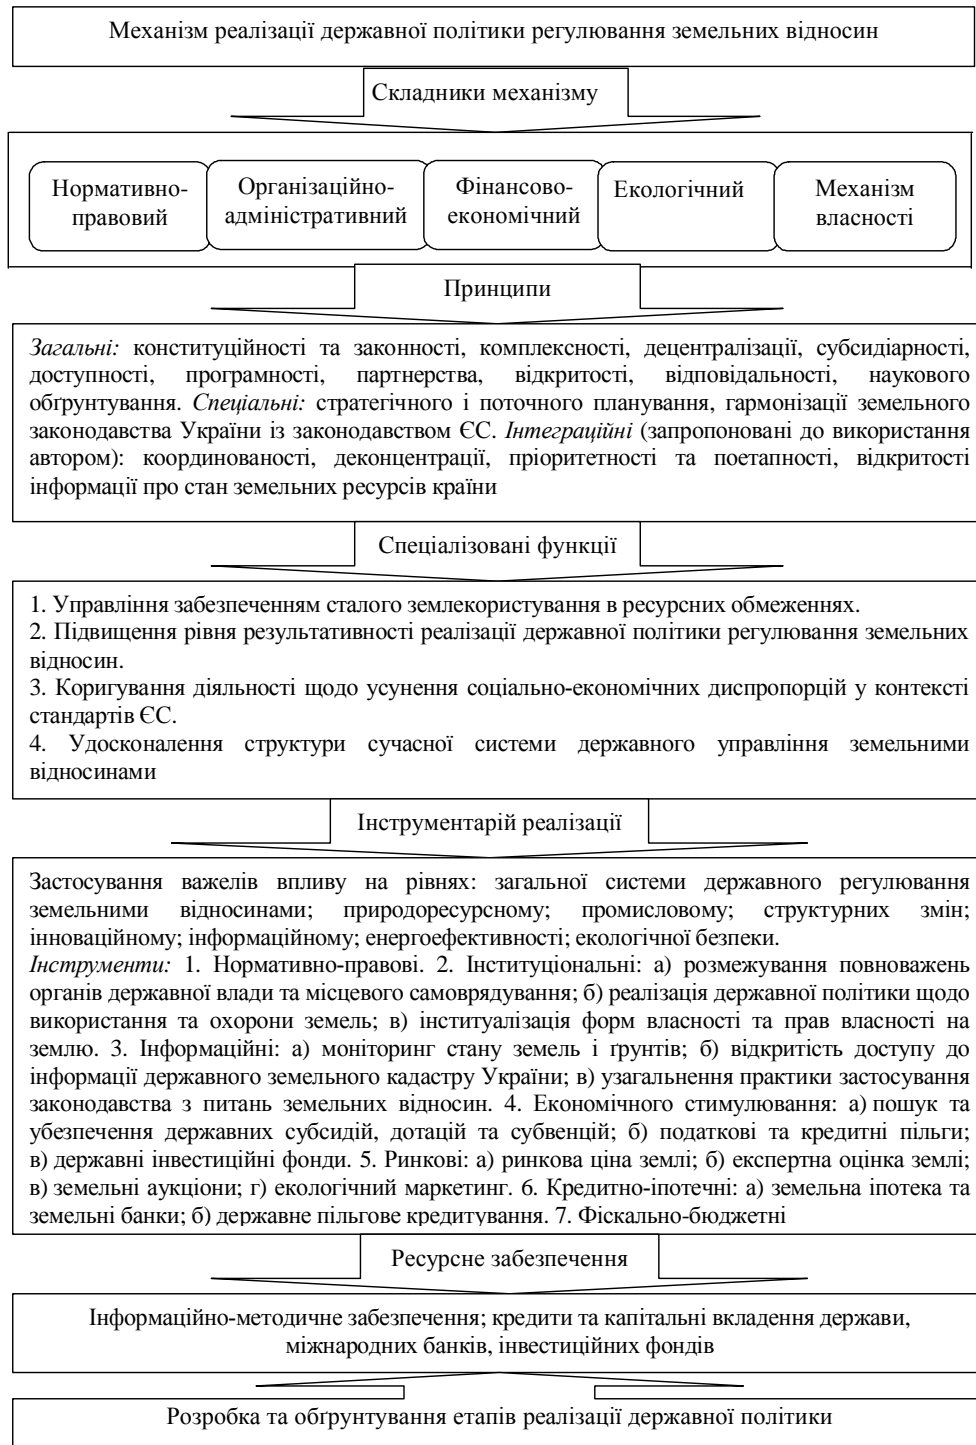 Механізм реалізації державної політики регулювання земельних відносин
Складники механізму
Нормативно-
правовий
Організаційно-
адміністративний
Фінансово-
економічний
Екологічний
Механізм
власності
Принципи
Загальні: конституційності та законності, комплексності, децентралізації, субсидіарності,
доступності, програмності, партнерства, відкритості, відповідальності, наукового
обґрунтування. Спеціальні: стратегічного і поточного планування, гармонізації земельного
законодавства України із законодавством ЄС. Інтеграційні (запропоновані до використання
автором): координованості, деконцентрації, пріоритетності та поетапності, відкритості
інформації про стан земельних ресурсів країни
Спеціалізовані функції
1. Управління забезпеченням сталого землекористування в ресурсних обмеженнях.
2. Підвищення рівня результативності реалізації державної політики регулювання земельних
відносин.
3. Коригування діяльності щодо усунення соціально-економічних диспропорцій у контексті
стандартів ЄС.
4. Удосконалення структури сучасної системи державного управління земельними
відносинами
Інструментарій реалізації
Застосування важелів впливу на рівнях: загальної системи державного регулювання
земельними відносинами; природоресурсному; промисловому; структурних змін;
інноваційному; інформаційному; енергоефективності; екологічної безпеки.
Інструменти: 1. Нормативно-правові. 2. Інституціональні: а) розмежування повноважень
органів державної влади та місцевого самоврядування; б) реалізація державної політики щодо
використання та охорони земель; в) інституалізація форм власності та прав власності на
землю. 3. Інформаційні: а) моніторинг стану земель і ґрунтів; б) відкритість доступу до
інформації державного земельного кадастру України; в) узагальнення практики застосування
законодавства з питань земельних відносин. 4. Економічного стимулювання: а) пошук та
убезпечення державних субсидій, дотацій та субвенцій; б) податкові та кредитні пільги;
в) державні інвестиційні фонди. 5. Ринкові: а) ринкова ціна землі; б) експертна оцінка землі;
в) земельні аукціони; г) екологічний маркетинг. 6. Кредитно-іпотечні: а) земельна іпотека та
земельні банки; б) державне пільгове кредитування. 7. Фіскально-бюджетні
Ресурсне забезпечення
Інформаційно-методичне забезпечення; кредити та капітальні вкладення держави,
міжнародних банків, інвестиційних фондів
Розробка та обґрунтування етапів реалізації державної політики